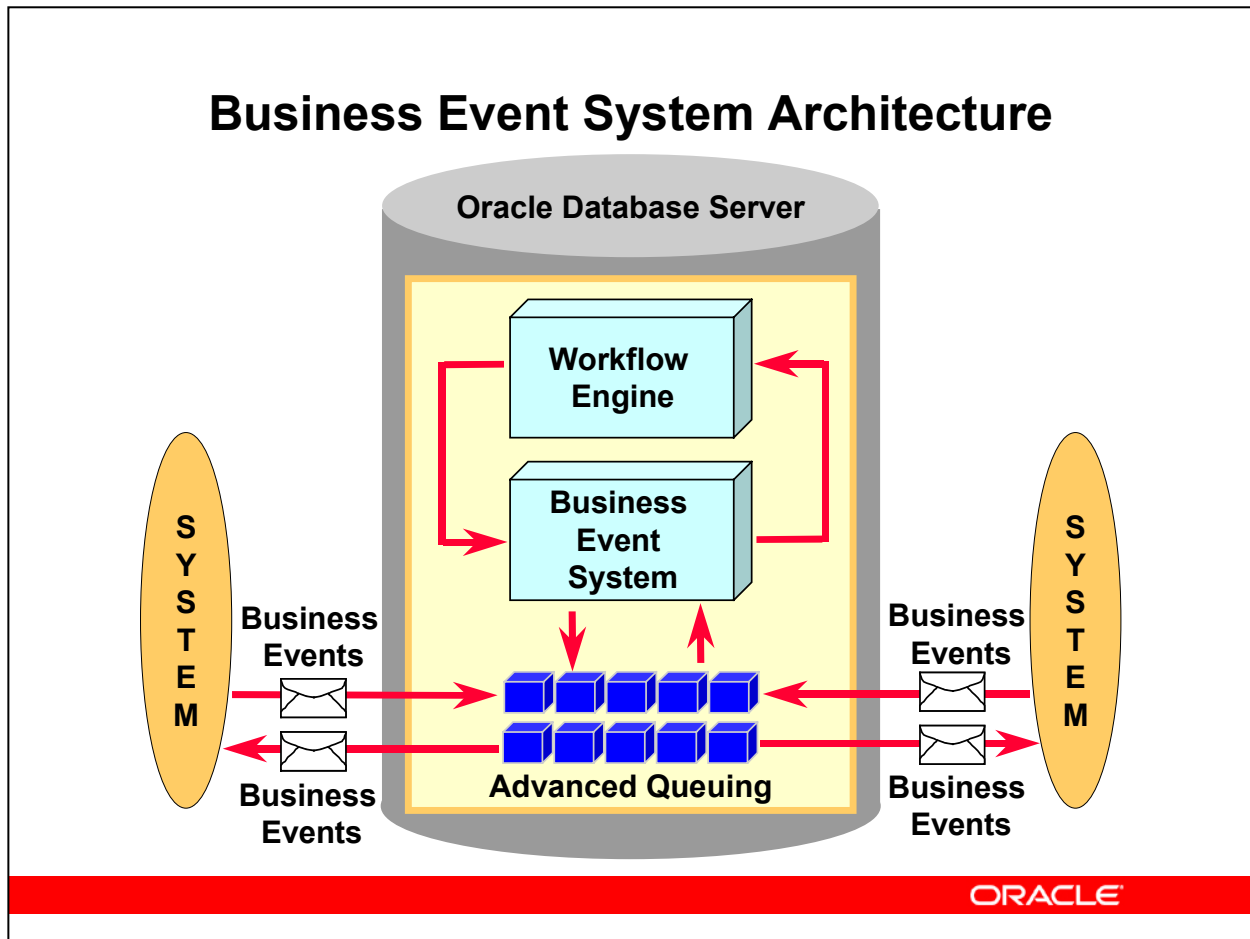 Business Event System Architecture
Oracle Database Server
Workflow
Engine
Business
Event
System
S
Y
S
T
E
M
Business
Events
Business
Events
Advanced Queuing
Business
Events
Business
Events
S
Y
S
T
E
M
ORACLE